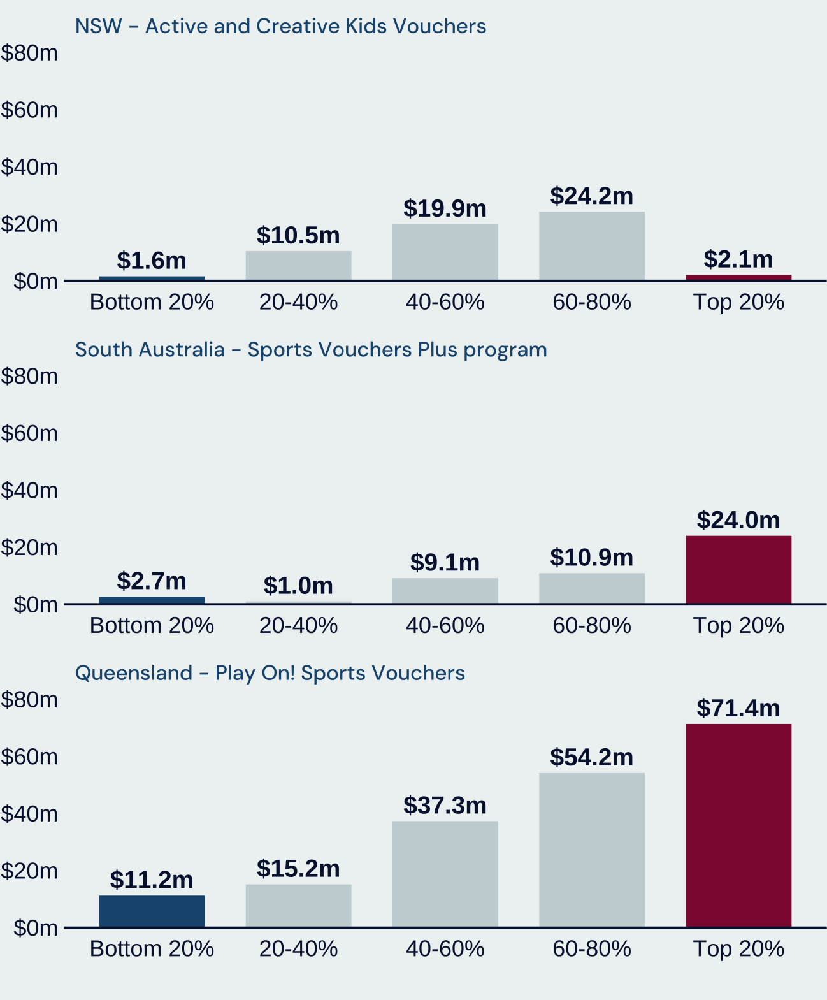 NSW - Active and Creative Kids Vouchers
$80m
$60m
$40m
$20m
$0m
$1.6m
$10.5m
$19.9m
$24.2m
$2.1m
Bottom 20% 20-40% 40-60% 60-80% Top 20%
South Australia - Sports Vouchers Plus program
$80m
$60m
$40m
$20m
$0m
$2.7m
$1.0m
$9.1m
$10.9m
$24.0m
Bottom 20% 20-40% 40-60% 60-80% Top 20%
Queensland - Play On! Sports Vouchers
$80m
$60m
$40m
$20m
$0m
$11.2m
$15.2m
$37.3m
$54.2m
$71.4m
Bottom 20% 20-40% 40-60% 60-80% Top 20%